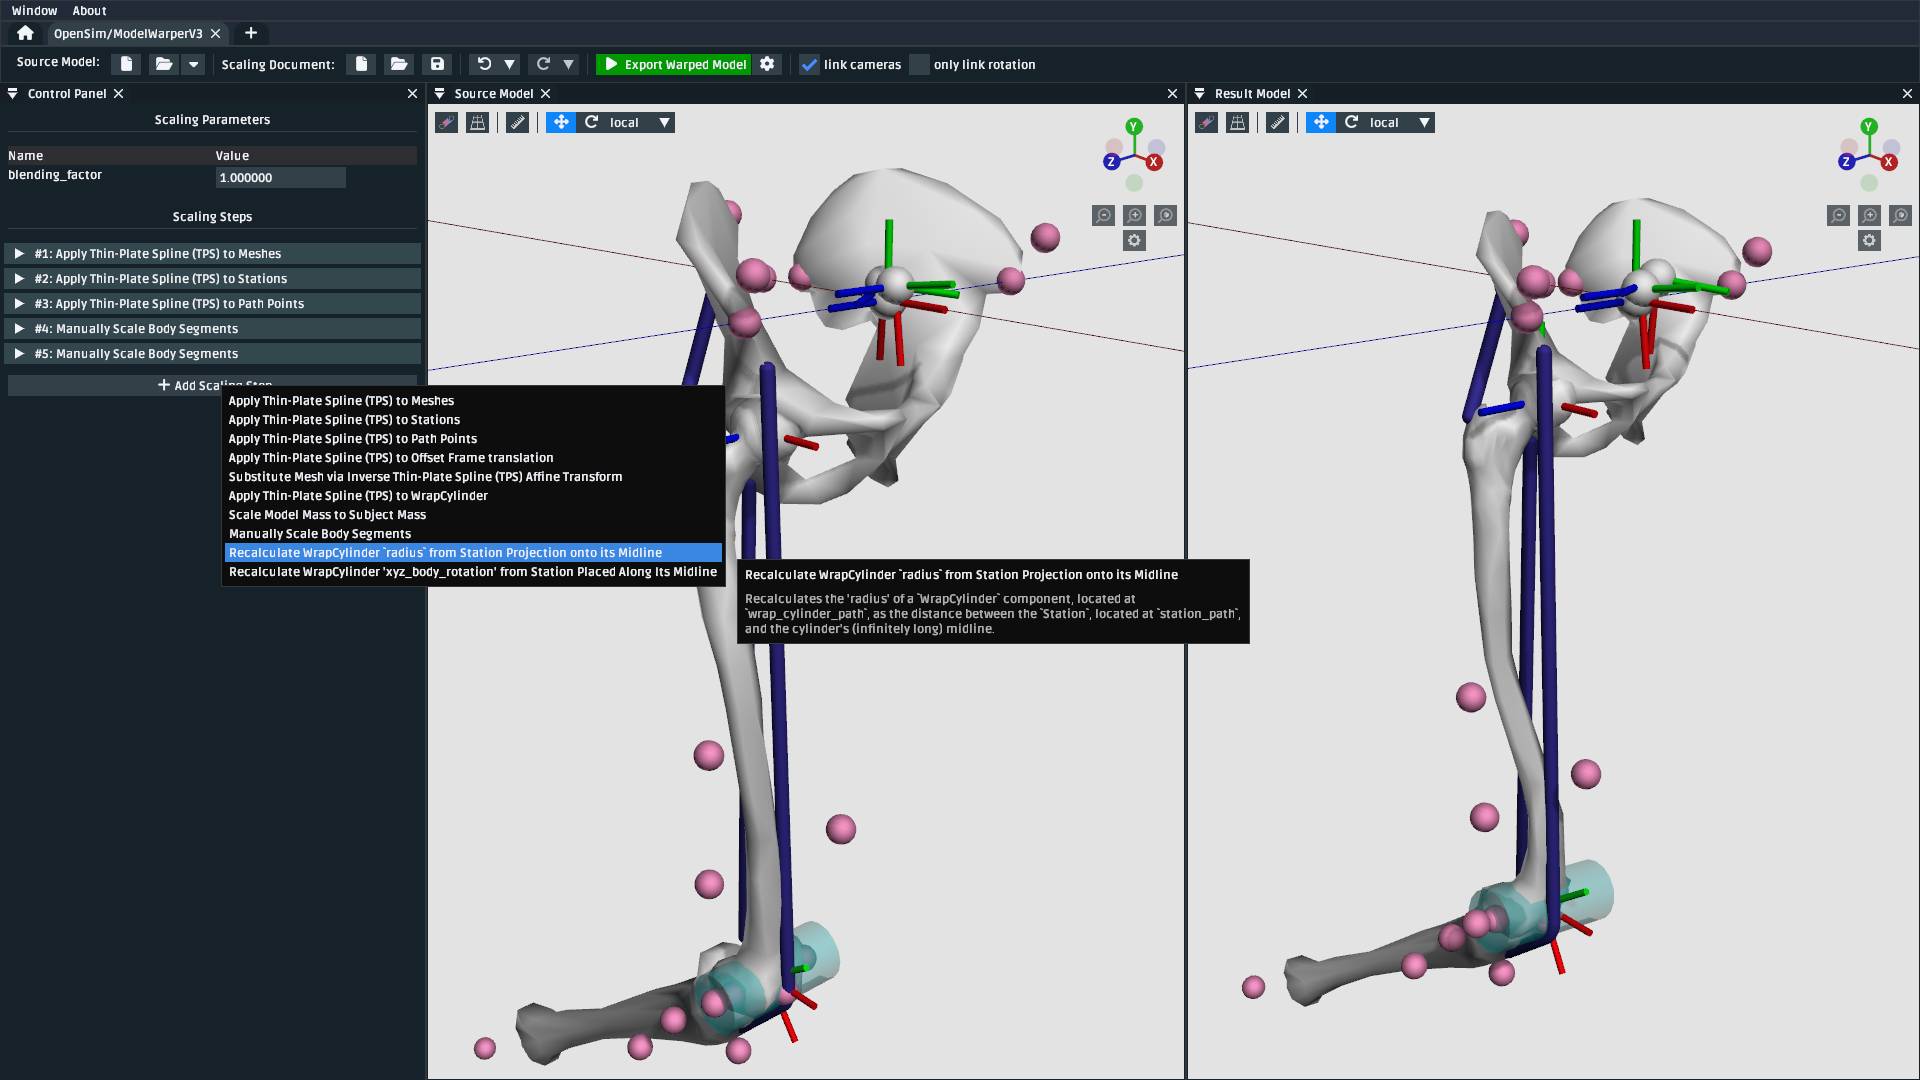 Window About
OpenSim/ModelWarperV3
Source Model: Scaling Document: Export Warped Model link cameras only link rotation
Control Panel
Scaling Parameters
Name Value
blending_factor 1.000000
Scaling Steps
#1: Apply Thin-Plate Spline (TPS) to Meshes
#2: Apply Thin-Plate Spline (TPS) to Stations
#3: Apply Thin-Plate Spline (TPS) to Path Points
#4: Manually Scale Body Segments
#5: Manually Scale Body Segments
Add Scaling Step
Apply Thin-Plate Spline (TPS) to Meshes
Apply Thin-Plate Spline (TPS) to Stations
Apply Thin-Plate Spline (TPS) to Path Points
Apply Thin-Plate Spline (TPS) to Offset Frame translation
Substitute Mesh via Inverse Thin-Plate Spline (TPS) Affine Transform
Apply Thin-Plate Spline (TPS) to WrapCylinder
Scale Model Mass to Subject Mass
Manually Scale Body Segments
Recalculate WrapCylinder `radius` from Station Projection onto its Midline
Recalculate WrapCylinder 'xyz_body_rotation' from Station Placed Along Its Midline
Recalculate WrapCylinder `radius` from Station Projection onto its Midline
Recalculates the 'radius' of a `WrapCylinder` component, located at
`wrap_cylinder_path`, as the distance between the `Station`, located at `station_path`,
and the cylinder's (infinitely long) midline.
Source Model
local
Y
Z X
Result Model
local
Y
Z X